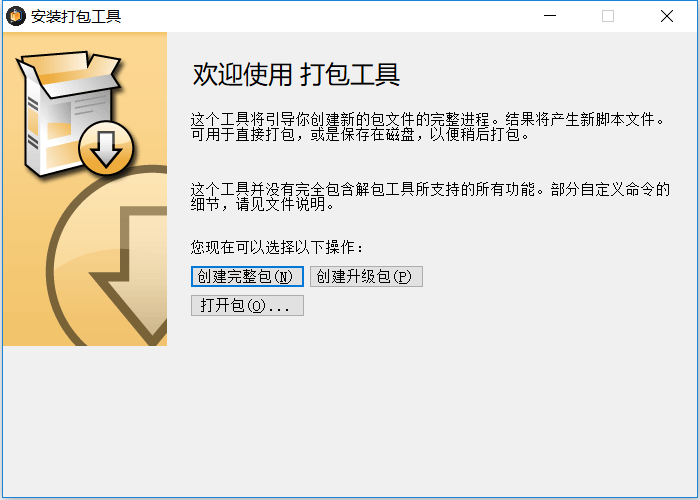 安装打包工具
欢迎使用 打包工具
这个工具将引导你创建新的包文件的完整进程。结果将产生新脚本文件。
可用于直接打包，或是保存在磁盘，以便稍后打包。
这个工具并没有完全包含解包工具所支持的所有功能。部分自定义命令的
细节，请见文件说明。
您现在可以选择以下操作：
创建完整包(N) 创建升级包(P)
打开包(O)...